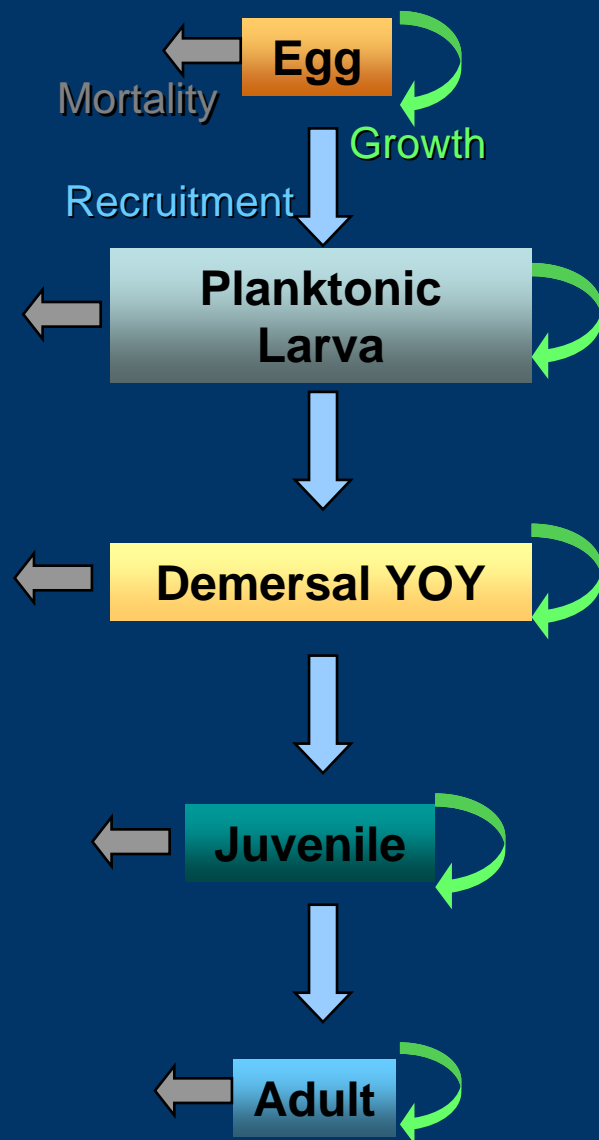 Egg
Mortality
Growth
Recruitment
Planktonic
Larva
Demersal YOY
Juvenile
Adult